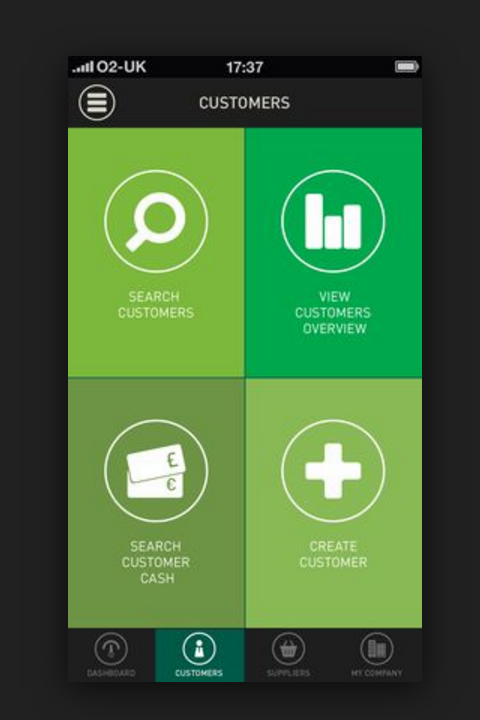 O2-UK 17:37
CUSTOMERS
SEARCH
CUSTOMERS
VIEW
CUSTOMERS
OVERVIEW
£
€
SEARCH
CUSTOMER
CASH
CREATE
CUSTOMER
DASHBOARD CUSTOMERS SUPPLIERS MY COMPANY